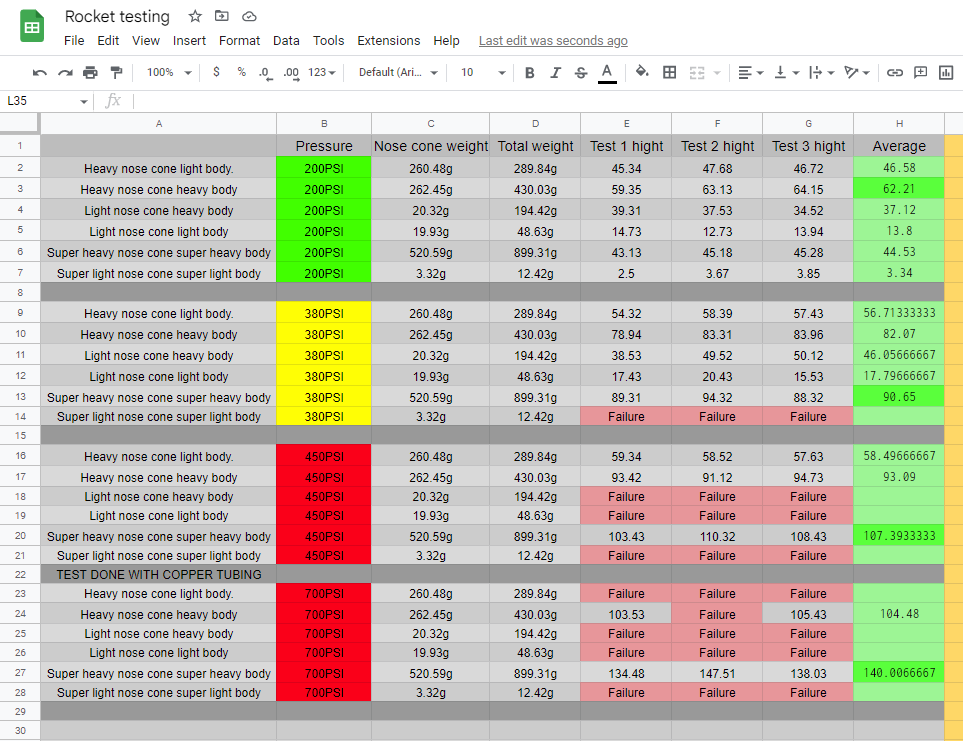 Rocket testing
File Edit View Insert Format Data Tools Extensions Help Last edit was seconds ago
100% $ % .0 .00 123 Default (Ari... 10 B I S A
L35 fx
A B C D E F G H
1 Pressure Nose cone weight Total weight Test 1 hight Test 2 hight Test 3 hight Average
2 Heavy nose cone light body. 200PSI 260.48g 289.84g 45.34 47.68 46.72 46.58
3 Heavy nose cone heavy body 200PSI 262.45g 430.03g 59.35 63.13 64.15 62.21
4 Light nose cone heavy body 200PSI 20.32g 194.42g 39.31 37.53 34.52 37.12
5 Light nose cone light body 200PSI 19.93g 48.63g 14.73 12.73 13.94 13.8
6 Super heavy nose cone super heavy body 200PSI 520.59g 899.31g 43.13 45.18 45.28 44.53
7 Super light nose cone super light body 200PSI 3.32g 12.42g 2.5 3.67 3.85 3.34
8
9 Heavy nose cone light body. 380PSI 260.48g 289.84g 54.32 58.39 57.43 56.71333333
10 Heavy nose cone heavy body 380PSI 262.45g 430.03g 78.94 83.31 83.96 82.07
11 Light nose cone heavy body 380PSI 20.32g 194.42g 38.53 49.52 50.12 46.05666667
12 Light nose cone light body 380PSI 19.93g 48.63g 17.43 20.43 15.53 17.79666667
13 Super heavy nose cone super heavy body 380PSI 520.59g 899.31g 89.31 94.32 88.32 90.65
14 Super light nose cone super light body 380PSI 3.32g 12.42g Failure Failure Failure
15
16 Heavy nose cone light body. 450PSI 260.48g 289.84g 59.34 58.52 57.63 58.49666667
17 Heavy nose cone heavy body 450PSI 262.45g 430.03g 93.42 91.12 94.73 93.09
18 Light nose cone heavy body 450PSI 20.32g 194.42g Failure Failure Failure
19 Light nose cone light body 450PSI 19.93g 48.63g Failure Failure Failure
20 Super heavy nose cone super heavy body 450PSI 520.59g 899.31g 103.43 110.32 108.43 107.3933333
21 Super light nose cone super light body 450PSI 3.32g 12.42g Failure Failure Failure
22 TEST DONE WITH COPPER TUBING
23 Heavy nose cone light body. 700PSI 260.48g 289.84g Failure Failure Failure
24 Heavy nose cone heavy body 700PSI 262.45g 430.03g 103.53 Failure 105.43 104.48
25 Light nose cone heavy body 700PSI 20.32g 194.42g Failure Failure Failure
26 Light nose cone light body 700PSI 19.93g 48.63g Failure Failure Failure
27 Super heavy nose cone super heavy body 700PSI 520.59g 899.31g 134.48 147.51 138.03 140.0066667
28 Super light nose cone super light body 700PSI 3.32g 12.42g Failure Failure Failure
29
30